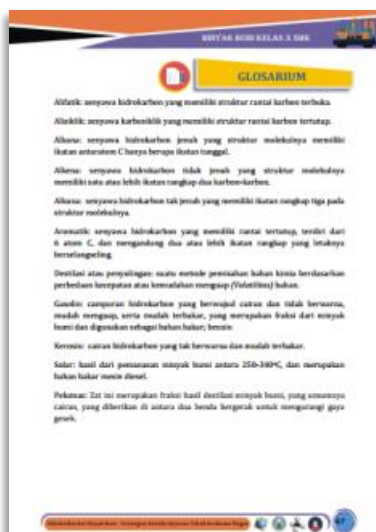 MINYAK BUMI KELAS X SMK
GLOSARIUM
Alifatik: senyawa hidrokarbon yang memiliki struktur rantai karbon terbuka.
Alisiklik: senyawa karbosiklik yang memiliki struktur rantai karbon tertutup.
Alkana: senyawa hidrokarbon jenuh yang struktur molekulnya memiliki
ikatan antaratom C hanya berupa ikatan tunggal.
Alkena: senyawa hidrokarbon tidak jenuh yang struktur molekulnya
memiliki satu atau lebih ikatan rangkap dua karbon-karbon.
senyawa hidrokarbon tak jenuh yang memiliki ikatan rangkap tiga pada
struktur molekulnya.
Aromatik: senyawa hidrokarbon yang memiliki rantai tertutup, terdiri dari
6 atom C, dan mengandung dua atau lebih ikatan rangkap yang letaknya
berselangseling.
Destilasi atau penyulingan: suatu metode pemisahan bahan kimia berdasarkan
perbedaan kecepatan atau kemudahan menguap (Volatilitas) bahan.
Gasolin: campuran hidrokarbon yang berwujud cairan dan tidak berwarna,
mudah menguap, serta mudah terbakar, yang merupakan fraksi dari minyak
bumi dan digunakan sebagai bahan bakar; bensin
Kerosin: cairan hidrokarbon yang tak berwarna dan mudah terbakar.
Solar: hasil dari pemanasan minyak bumi antara 250-340°C, dan merupakan
bahan bakar mesin diesel.
Pelumas: Zat ini merupakan fraksi hasil destilasi minyak bumi, yang umumnya
cairan, yang diberikan di antara dua benda bergerak untuk mengurangi gaya
gesek.
67